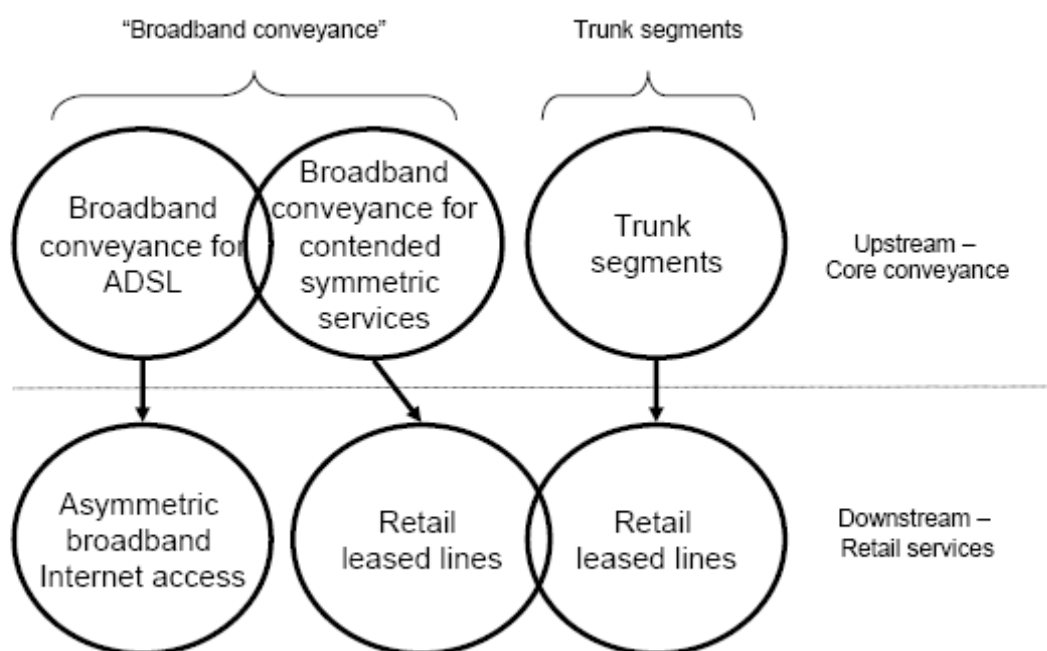 “Broadband conveyance”
Trunk segments
Broadband
conveyance for
ADSL
Broadband
conveyance for
contended
symmetric
services
Trunk
segments
Upstream –
Core conveyance
Asymmetric
broadband
Internet access
Retail
leased lines
Retail
leased lines
Downstream –
Retail services